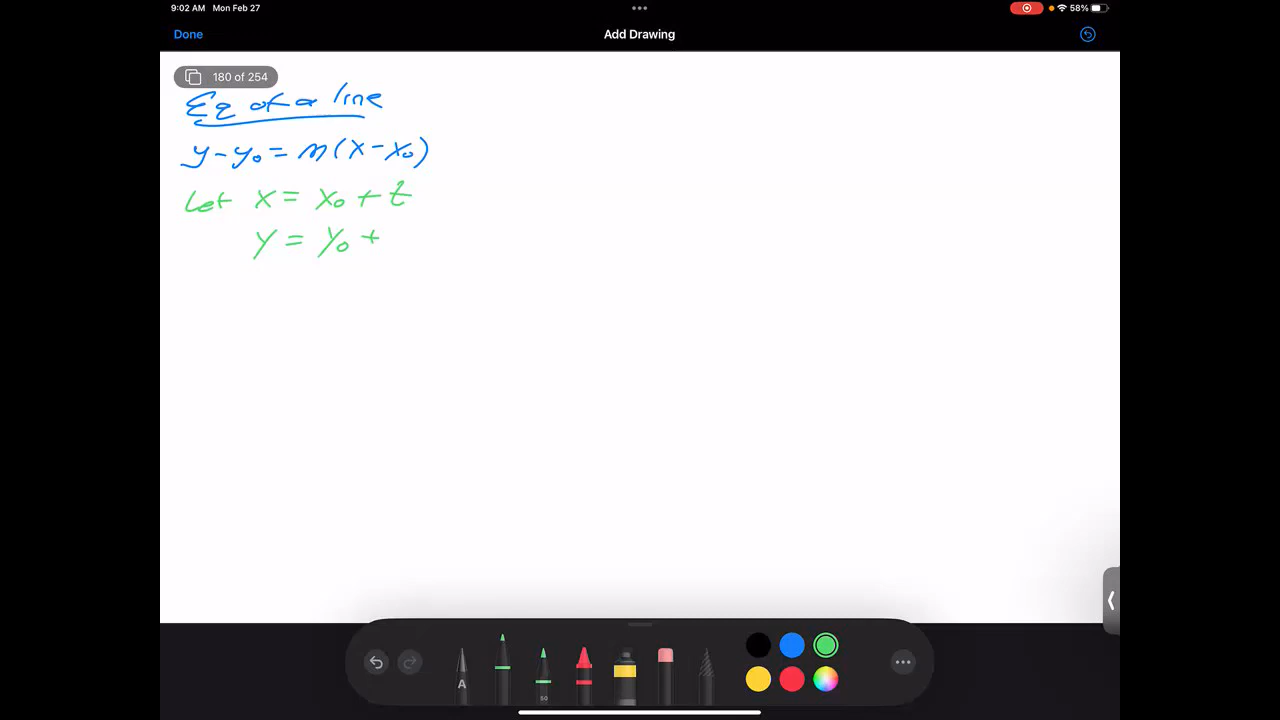 9:02 AM Mon Feb 27
58%
Done
Add Drawing
180 of 254
Eq of a line
y - y₀ = m(x - x₀)
Let x = x₀ + t
y = y₀ +
A
50